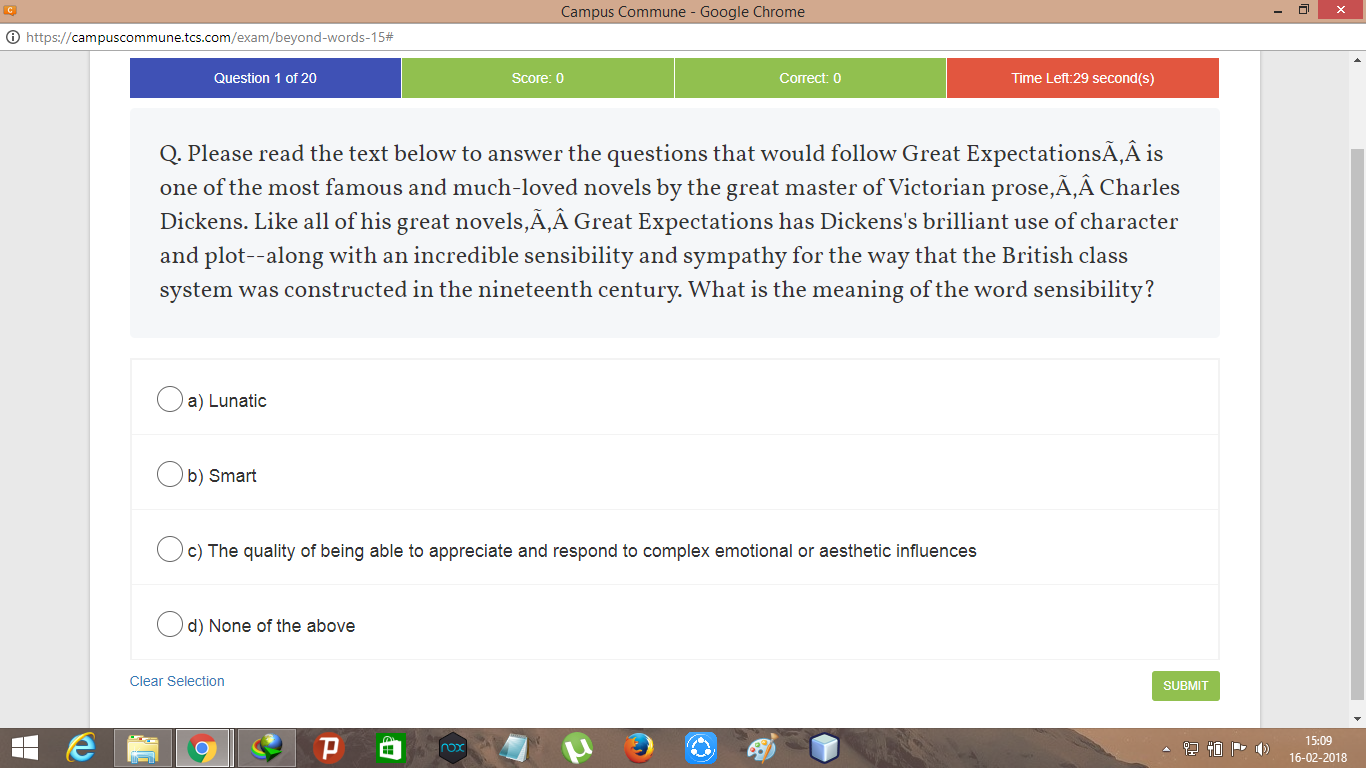 Campus Commune - Google Chrome
https://campuscommune.tcs.com/exam/beyond-words-15#
Question 1 of 20
Score: 0
Correct: 0
Time Left:29 second(s)
Q. Please read the text below to answer the questions that would follow Great ExpectationsÃ,Â is
one of the most famous and much-loved novels by the great master of Victorian prose,Ã,Â Charles
Dickens. Like all of his great novels,Ã,Â Great Expectations has Dickens's brilliant use of character
and plot--along with an incredible sensibility and sympathy for the way that the British class
system was constructed in the nineteenth century. What is the meaning of the word sensibility?
a) Lunatic
b) Smart
c) The quality of being able to appreciate and respond to complex emotional or aesthetic influences
d) None of the above
Clear Selection
SUBMIT
nox
15:09
16-02-2018